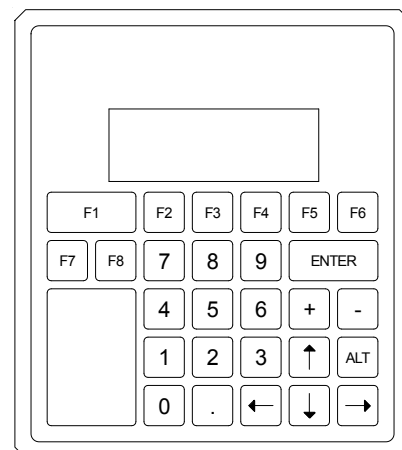 F1 F2 F3 F4 F5 F6
F7 F8 7 8 9 ENTER
4 5 6 + -
1 2 3 ↑ ALT
0 . ← ↓ →